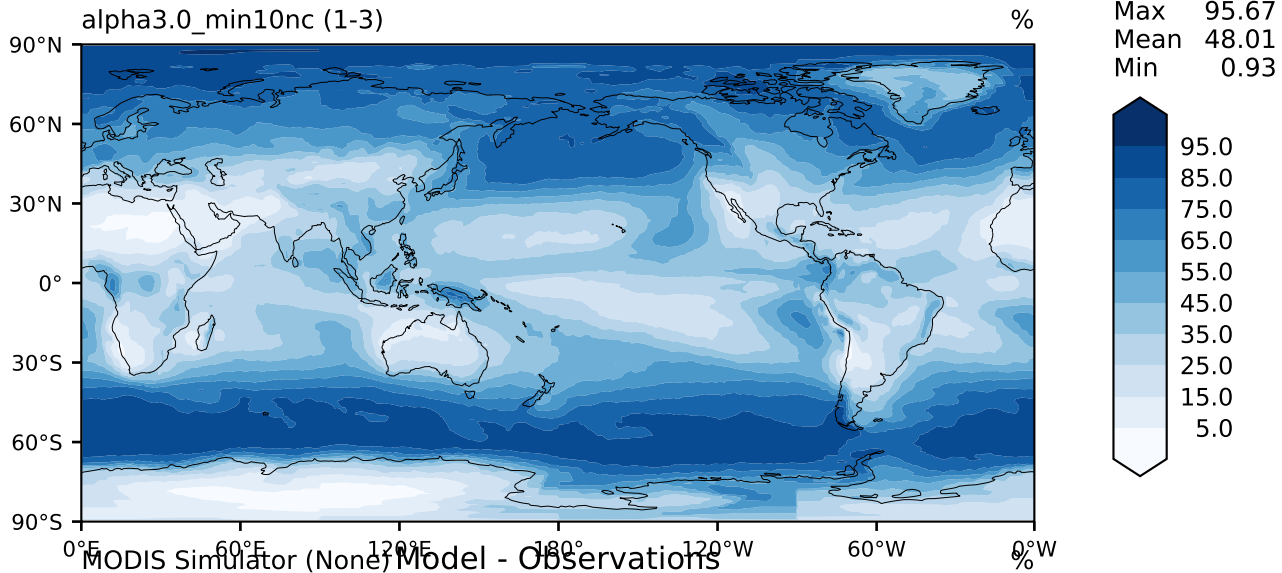 alpha3.0_min10nc (1-3) %
Max 95.67
Mean 48.01
Min 0.93
90°N
60°N
30°N
0°
30°S
60°S
90°S
95.0
85.0
75.0
65.0
55.0
45.0
35.0
25.0
15.0
5.0
0°E 60°E 120°E 180° 120°W 60°W 0°W
MODIS Simulator (None) Model - Observations %